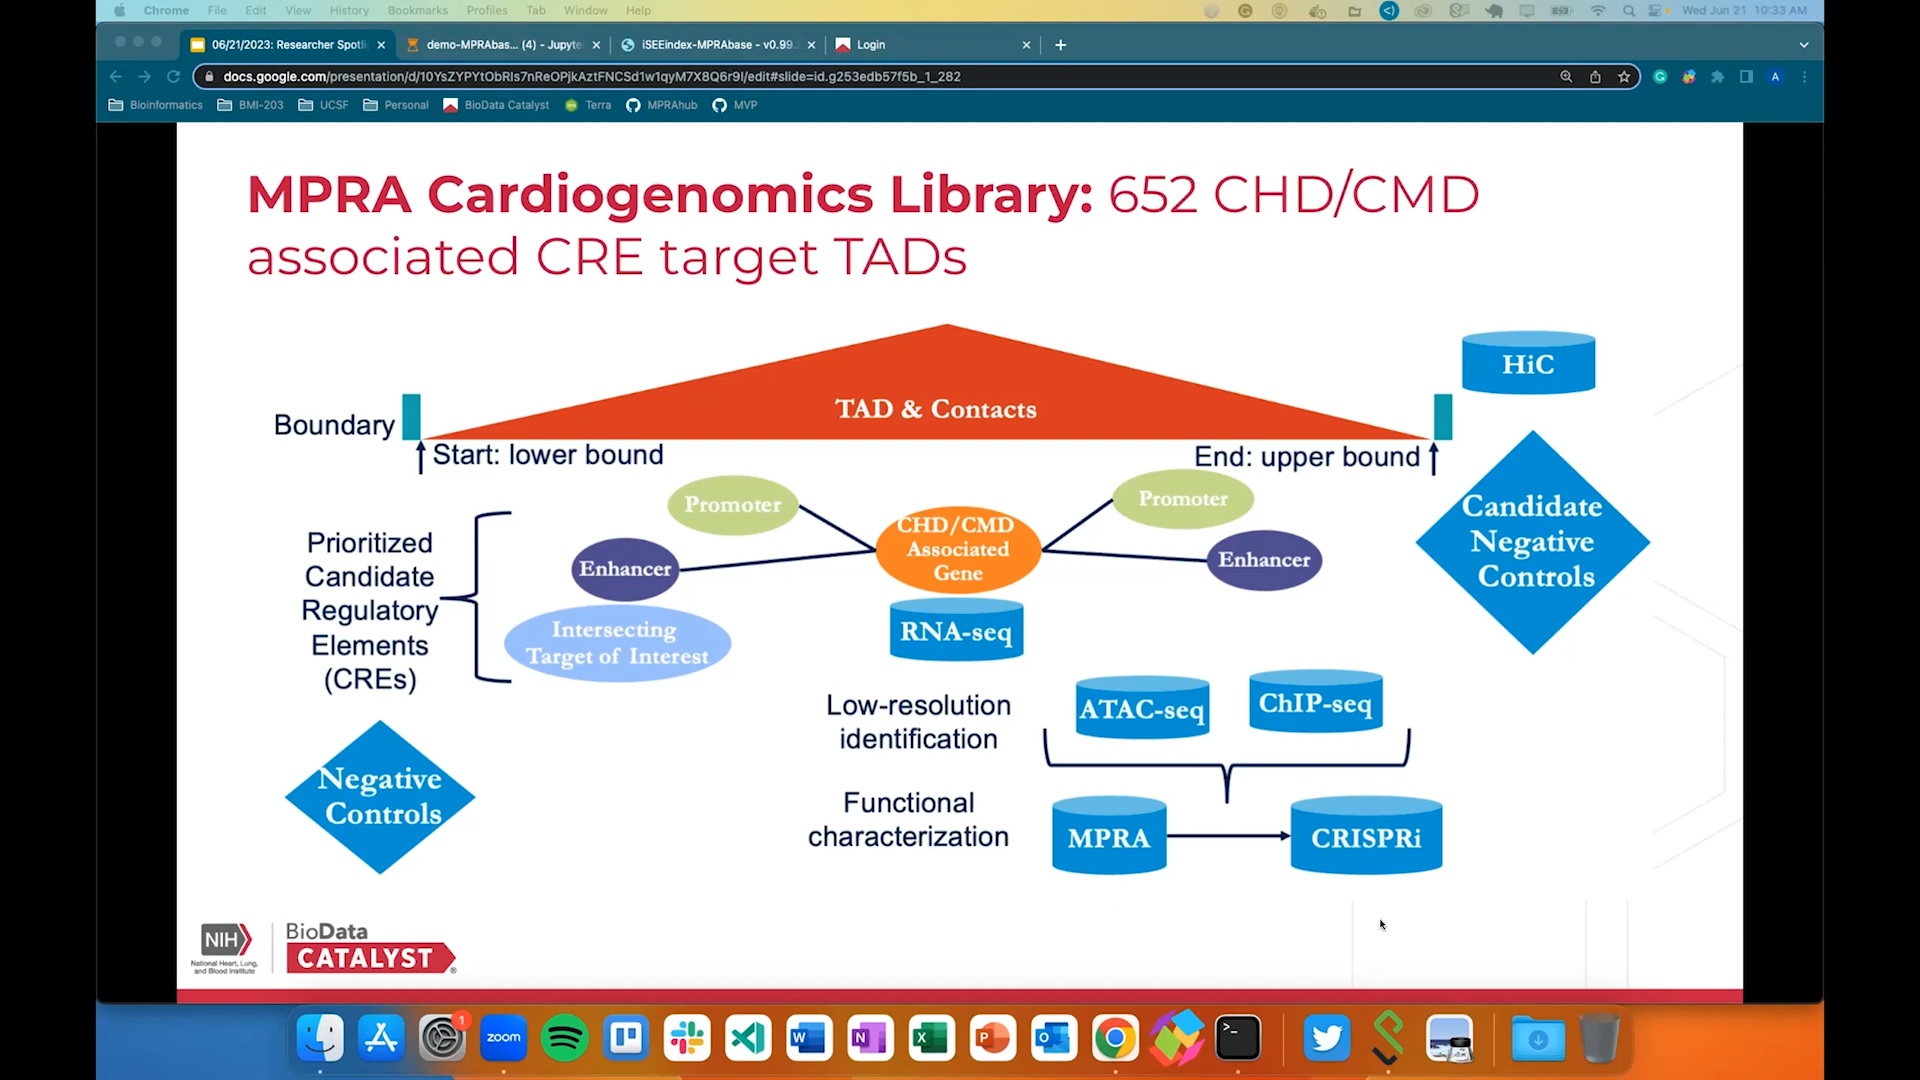 Chrome File Edit View History Bookmarks Profiles Tab Window Help Wed Jun 21 10:33 AM
06/21/2023: Researcher Spotli demo-MPRAbas... (4) - Jupyte iSEEindex-MPRAbase - v0.99. Login
docs.google.com/presentation/d/10YsZYPYtObRIs7nReOPjkAztFNCSd1w1qyM7X8Q6r9I/edit#slide=id.g253edb57f5b_1_282
Bioinformatics BMI-203 UCSF Personal BioData Catalyst Terra MPRAhub MVP
MPRA Cardiogenomics Library: 652 CHD/CMD
associated CRE target TADs
HiC
TAD & Contacts
Boundary
Start: lower bound
End: upper bound
Promoter
Promoter
CHD/CMD
Associated
Gene
Enhancer
Enhancer
Candidate
Negative
Controls
Prioritized
Candidate
Regulatory
Elements
(CREs)
Intersecting
Target of Interest
RNA-seq
Low-resolution
identification
ATAC-seq
ChIP-seq
Negative
Controls
Functional
characterization
MPRA
CRISPRi
NIH
National Heart, Lung,
and Blood Institute
BioData
CATALYST
1
zoom